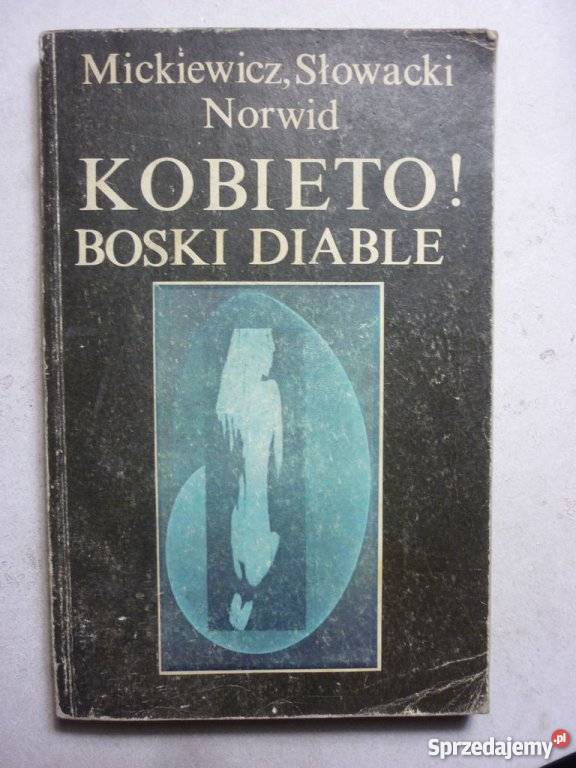 Mickiewicz, Słowacki
Norwid
KOBIETO!
BOSKI DIABLE
Sprzedajemy.pl